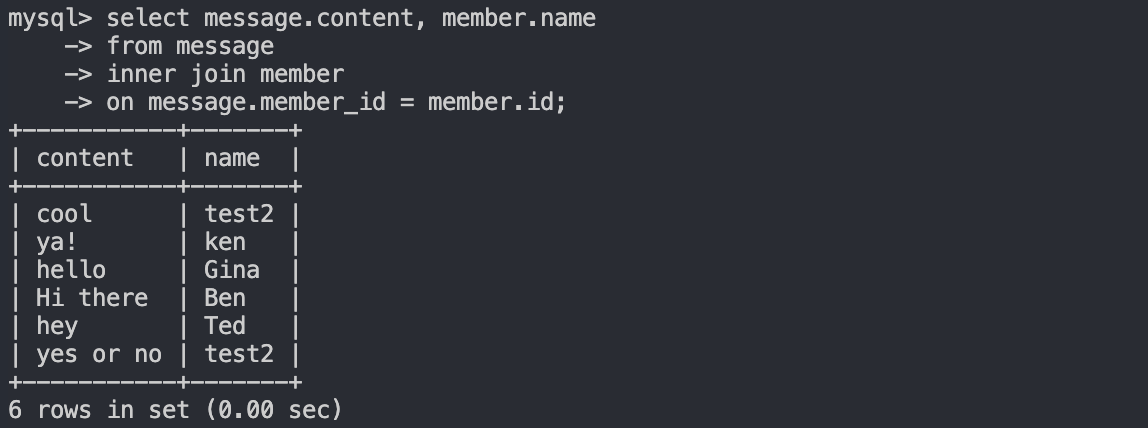 mysql> select message.content, member.name
    -> from message
    -> inner join member
    -> on message.member_id = member.id;
+-----------+-------+
| content   | name  |
+-----------+-------+
| cool      | test2 |
| ya!       | ken   |
| hello     | Gina  |
| Hi there  | Ben   |
| hey       | Ted   |
| yes or no | test2 |
+-----------+-------+
6 rows in set (0.00 sec)